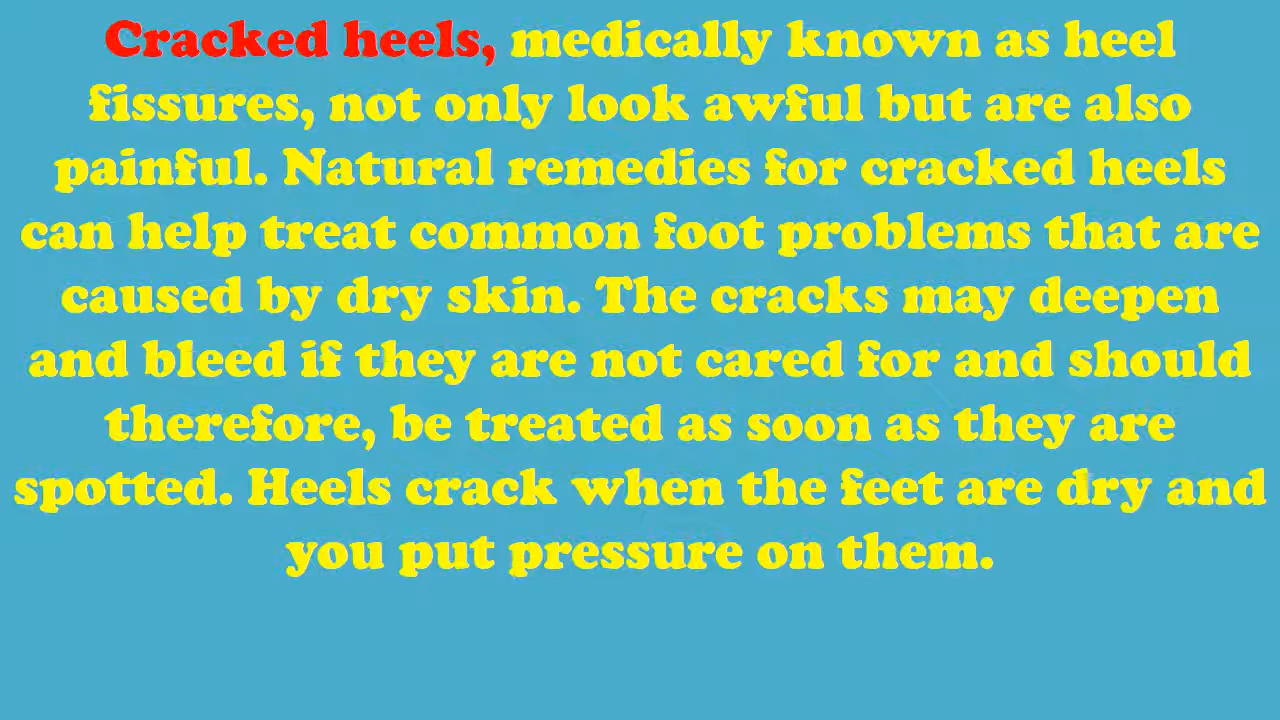 Cracked heels, medically known as heel
fissures, not only look awful but are also
painful. Natural remedies for cracked heels
can help treat common foot problems that are
caused by dry skin. The cracks may deepen
and bleed if they are not cared for and should
therefore, be treated as soon as they are
spotted. Heels crack when the feet are dry and
you put pressure on them.